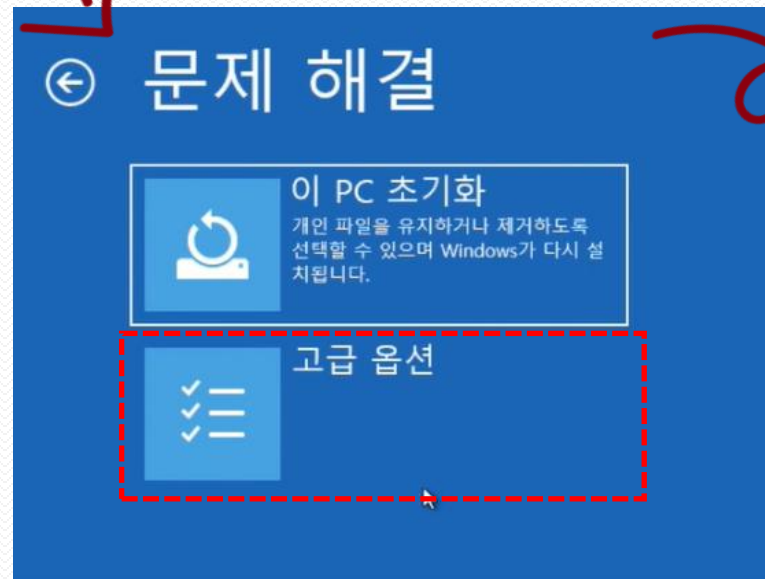 문제 해결
이 PC 초기화
개인 파일을 유지하거나 제거하도록
선택할 수 있으며 Windows가 다시 설
치됩니다.
고급 옵션